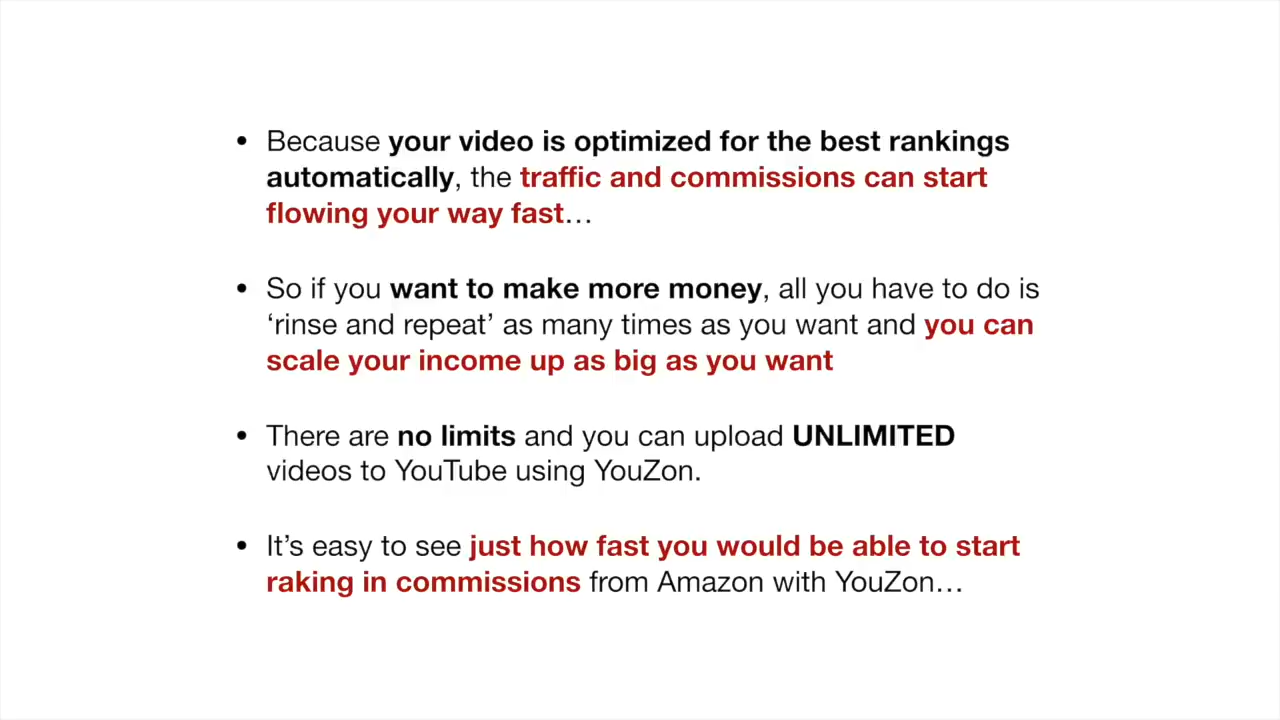 • Because your video is optimized for the best rankings
automatically, the traffic and commissions can start
flowing your way fast…
• So if you want to make more money, all you have to do is
‘rinse and repeat’ as many times as you want and you can
scale your income up as big as you want
• There are no limits and you can upload UNLIMITED
videos to YouTube using YouZon.
• It’s easy to see just how fast you would be able to start
raking in commissions from Amazon with YouZon…